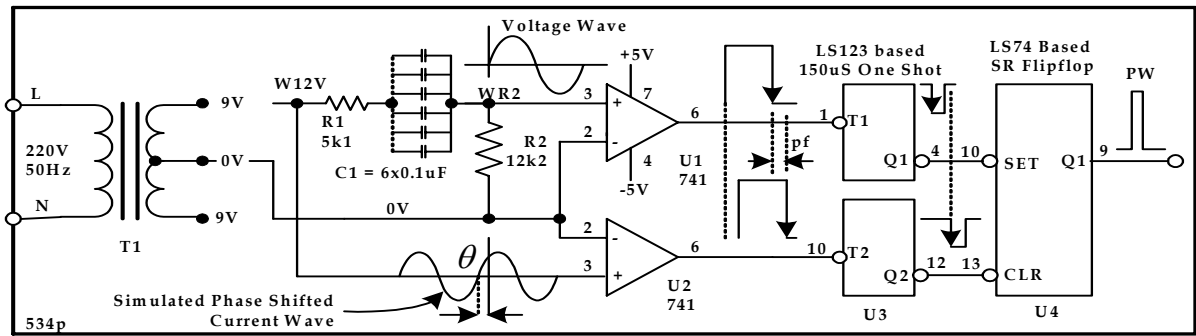 Voltage Wave
LS123 based
150uS One Shot
LS74 Based
SR Flipflop
PW
+5V
L
9V
W12V
WR2
3
7
+
2
-
6
1
T1
R1
5k1
R2
12k2
U1
741
4
-5V
pf
Q1
4
10
SET
Q1
9
220V
50Hz
0V
C1 = 6x0.1uF
N
9V
0V
T1
2
-
3
+
6
U2
741
10
T2
Q2
12
13
CLR
θ
Simulated Phase Shifted
Current Wave
U3
U4
534p